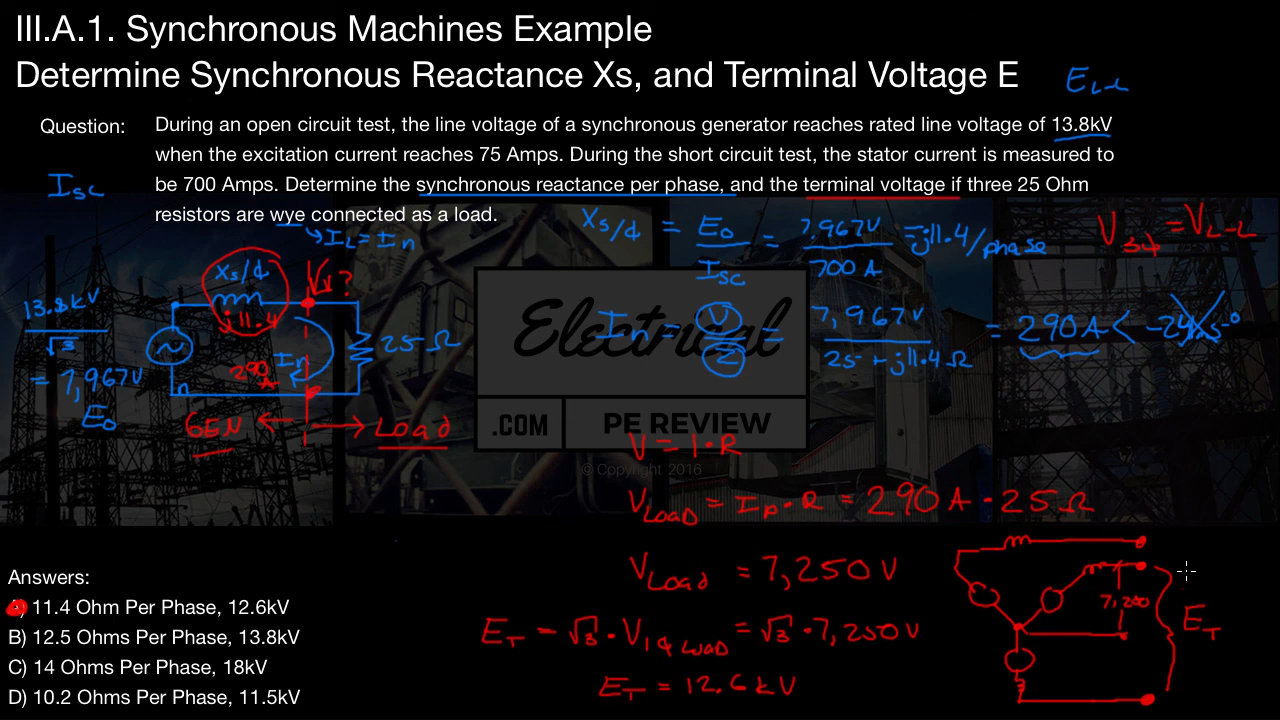 III.A.1. Synchronous Machines Example
Determine Synchronous Reactance Xs, and Terminal Voltage E
E L-L
Question:
During an open circuit test, the line voltage of a synchronous generator reaches rated line voltage of 13.8kV
when the excitation current reaches 75 Amps. During the short circuit test, the stator current is measured to
be 700 Amps. Determine the synchronous reactance per phase, and the terminal voltage if three 25 Ohm
resistors are wye connected as a load.
Isc
IL = In
Xs/ϕ = Eo / Isc = 7,967V / 700 A = j11.4/phase
V3ϕ = VL-L
Xs/ϕ
j11.4
?
13.8kV
√3
= 7,967V
Eo
n
290 A
25 Ω
GEN
Load
= V / Z = 7,967V / 25 + j11.4 Ω = 290A
Electrical
.COM
PE REVIEW
© Copyright 2016
V = I·R
VLOAD = Ip·R = 290 A · 25 Ω
VLoad = 7,250 V
ET = √3 · V1ϕ LOAD = √3 · 7,250 V
ET = 12.6 kV
ET
Answers:
A) 11.4 Ohm Per Phase, 12.6kV
B) 12.5 Ohms Per Phase, 13.8kV
C) 14 Ohms Per Phase, 18kV
D) 10.2 Ohms Per Phase, 11.5kV